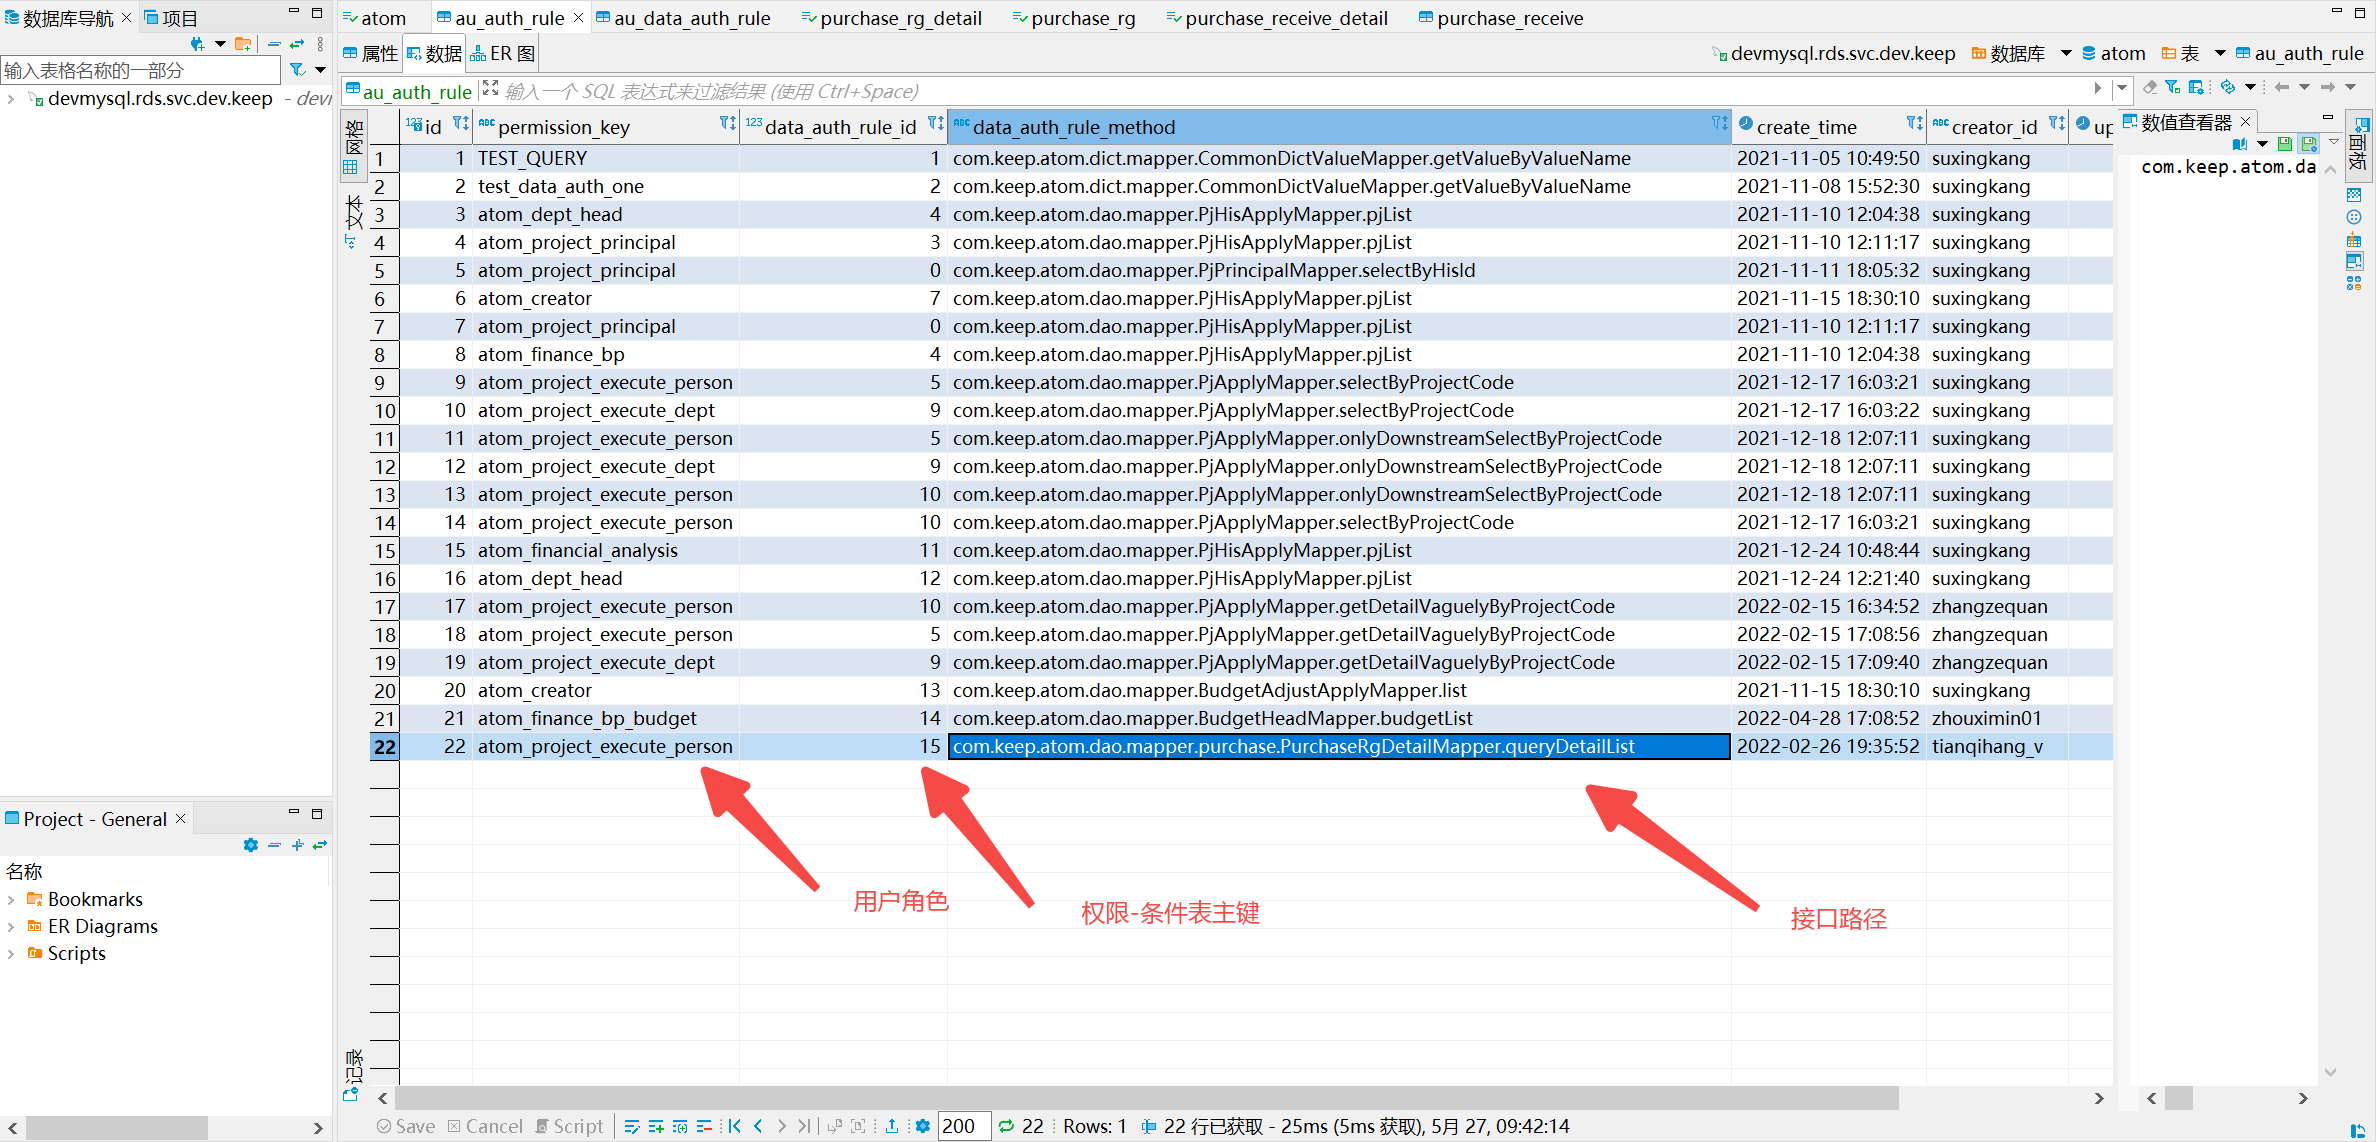 数据库导航 项目
输入表格名称的一部分
devmysql.rds.svc.dev.keep - devr
Project - General
名称
Bookmarks
ER Diagrams
Scripts
atom au_auth_rule au_data_auth_rule purchase_rg_detail purchase_rg purchase_receive_detail purchase_receive
属性 数据 ER 图 devmysql.rds.svc.dev.keep 数据库 atom 表 au_auth_rule
au_auth_rule 输入一个 SQL 表达式来过滤结果 (使用 Ctrl+Space)
网格
文本
记录
123 id ABC permission_key 123 data_auth_rule_id ABC data_auth_rule_method create_time ABC creator_id up
1 1 TEST_QUERY 1 com.keep.atom.dict.mapper.CommonDictValueMapper.getValueByValueName 2021-11-05 10:49:50 suxingkang
2 2 test_data_auth_one 2 com.keep.atom.dict.mapper.CommonDictValueMapper.getValueByValueName 2021-11-08 15:52:30 suxingkang
3 3 atom_dept_head 4 com.keep.atom.dao.mapper.PjHisApplyMapper.pjList 2021-11-10 12:04:38 suxingkang
4 4 atom_project_principal 3 com.keep.atom.dao.mapper.PjHisApplyMapper.pjList 2021-11-10 12:11:17 suxingkang
5 5 atom_project_principal 0 com.keep.atom.dao.mapper.PjPrincipalMapper.selectByHisId 2021-11-11 18:05:32 suxingkang
6 6 atom_creator 7 com.keep.atom.dao.mapper.PjHisApplyMapper.pjList 2021-11-15 18:30:10 suxingkang
7 7 atom_project_principal 0 com.keep.atom.dao.mapper.PjHisApplyMapper.pjList 2021-11-10 12:11:17 suxingkang
8 8 atom_finance_bp 4 com.keep.atom.dao.mapper.PjHisApplyMapper.pjList 2021-11-10 12:04:38 suxingkang
9 9 atom_project_execute_person 5 com.keep.atom.dao.mapper.PjApplyMapper.selectByProjectCode 2021-12-17 16:03:21 suxingkang
10 10 atom_project_execute_dept 9 com.keep.atom.dao.mapper.PjApplyMapper.selectByProjectCode 2021-12-17 16:03:22 suxingkang
11 11 atom_project_execute_person 5 com.keep.atom.dao.mapper.PjApplyMapper.onlyDownstreamSelectByProjectCode 2021-12-18 12:07:11 suxingkang
12 12 atom_project_execute_dept 9 com.keep.atom.dao.mapper.PjApplyMapper.onlyDownstreamSelectByProjectCode 2021-12-18 12:07:11 suxingkang
13 13 atom_project_execute_person 10 com.keep.atom.dao.mapper.PjApplyMapper.onlyDownstreamSelectByProjectCode 2021-12-18 12:07:11 suxingkang
14 14 atom_project_execute_person 10 com.keep.atom.dao.mapper.PjApplyMapper.selectByProjectCode 2021-12-17 16:03:21 suxingkang
15 15 atom_financial_analysis 11 com.keep.atom.dao.mapper.PjHisApplyMapper.pjList 2021-12-24 10:48:44 suxingkang
16 16 atom_dept_head 12 com.keep.atom.dao.mapper.PjHisApplyMapper.pjList 2021-12-24 12:21:40 suxingkang
17 17 atom_project_execute_person 10 com.keep.atom.dao.mapper.PjApplyMapper.getDetailVaguelyByProjectCode 2022-02-15 16:34:52 zhangzequan
18 18 atom_project_execute_person 5 com.keep.atom.dao.mapper.PjApplyMapper.getDetailVaguelyByProjectCode 2022-02-15 17:08:56 zhangzequan
19 19 atom_project_execute_dept 9 com.keep.atom.dao.mapper.PjApplyMapper.getDetailVaguelyByProjectCode 2022-02-15 17:09:40 zhangzequan
20 20 atom_creator 13 com.keep.atom.dao.mapper.BudgetAdjustApplyMapper.list 2021-11-15 18:30:10 suxingkang
21 21 atom_finance_bp_budget 14 com.keep.atom.dao.mapper.BudgetHeadMapper.budgetList 2022-04-28 17:08:52 zhouximin01
22 22 atom_project_execute_person 15 com.keep.atom.dao.mapper.purchase.PurchaseRgDetailMapper.queryDetailList 2022-02-26 19:35:52 tianqihang_v
用户角色
权限-条件表主键
接口路径
数值查看器
com.keep.atom.da
面板
Save Cancel Script 200 22 Rows: 1 22 行已获取 - 25ms (5ms 获取), 5月 27, 09:42:14